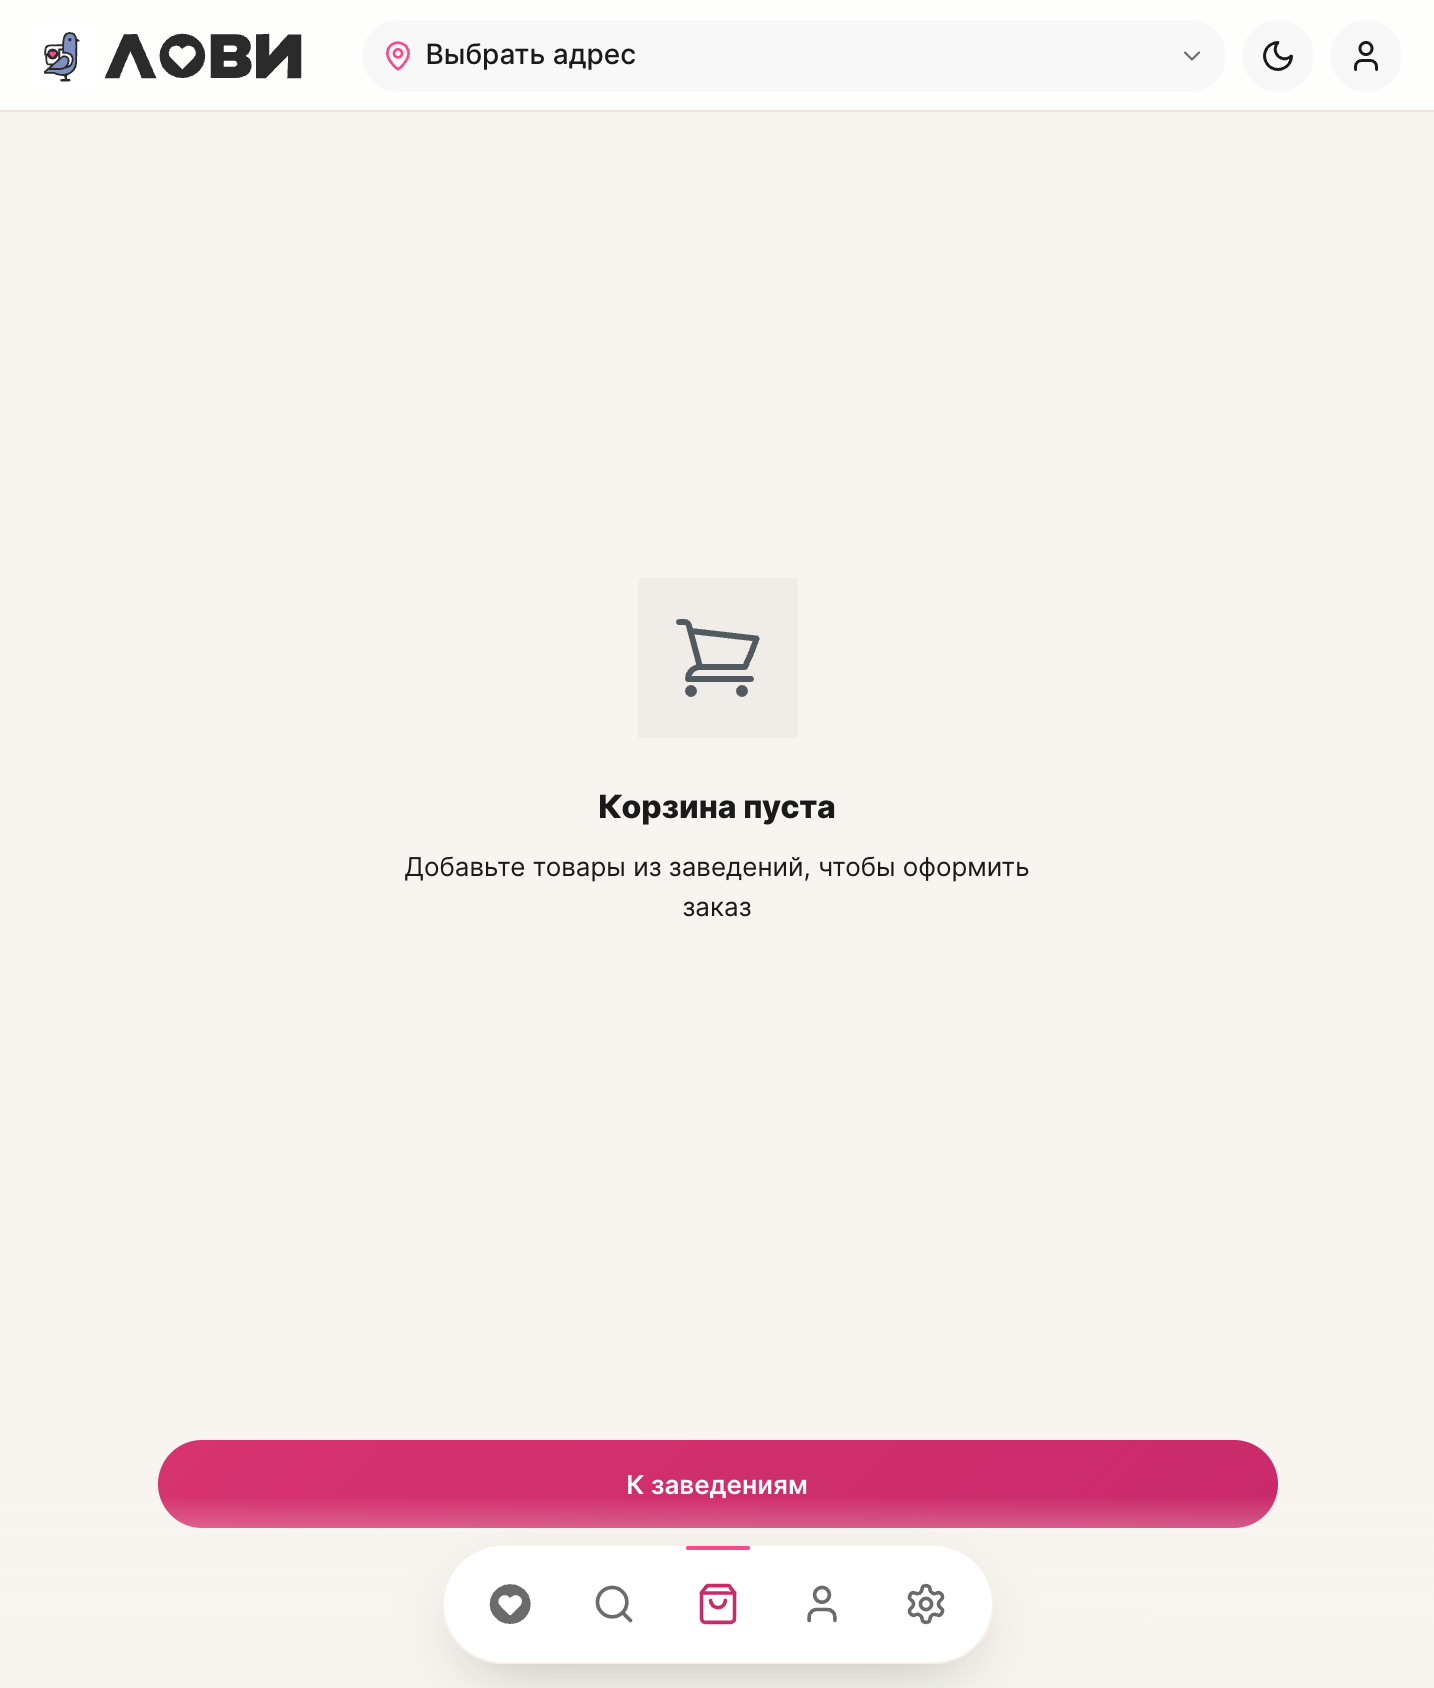 ЛОВИ
Выбрать адрес
Корзина пуста
Добавьте товары из заведений, чтобы оформить
заказ
К заведениям